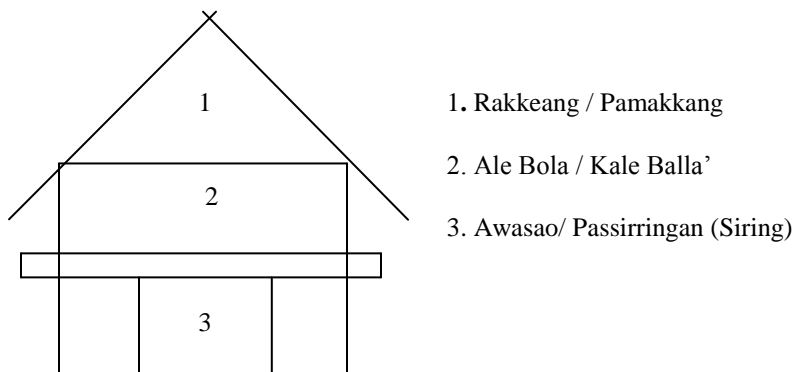 1
1. Rakkeang / Pamakkang
2. Ale Bola / Kale Balla’
2
3. Awasao/ Passirringan (Siring)
3